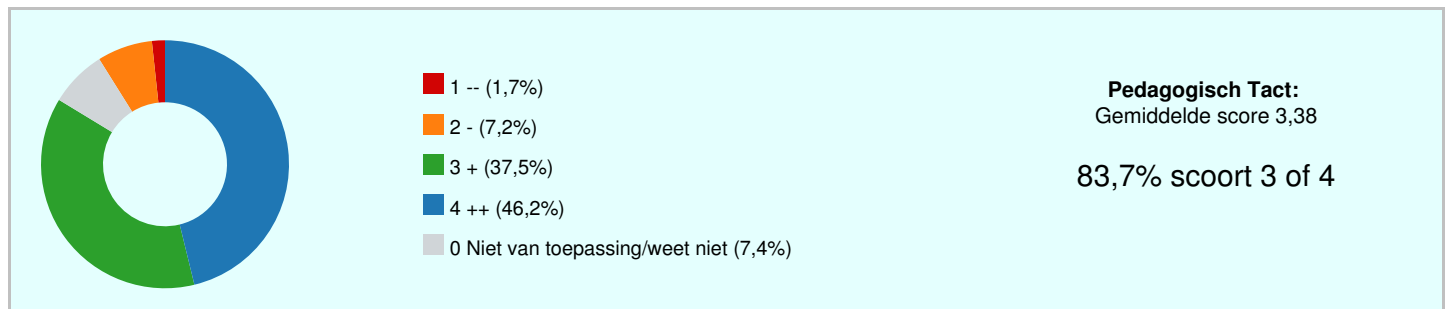 1 -- (1,7%)
2 - (7,2%)
3 + (37,5%)
4 ++ (46,2%)
0 Niet van toepassing/weet niet (7,4%)
Pedagogisch Tact:
Gemiddelde score 3,38
83,7% scoort 3 of 4